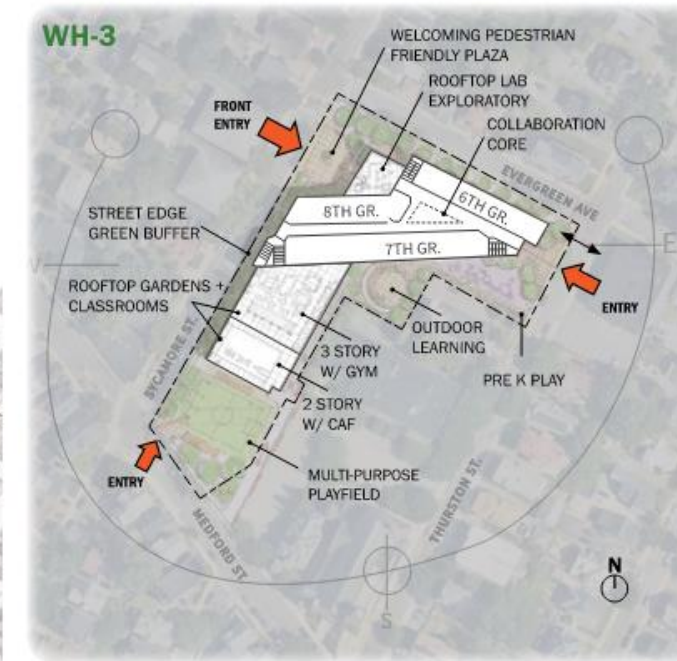 WH-3
WELCOMING PEDESTRIAN
FRIENDLY PLAZA
ROOFTOP LAB
EXPLORATORY
FRONT
ENTRY
COLLABORATION
CORE
EVERGREEN AVE
6TH GR.
8TH GR.
STREET EDGE
GREEN BUFFER
7TH GR.
E
ROOFTOP GARDENS +
CLASSROOMS
ENTRY
OUTDOOR
LEARNING
SYCAMORE ST.
3 STORY
W/ GYM
PRE K PLAY
2 STORY
W/ CAF
MULTI-PURPOSE
PLAYFIELD
ENTRY
THURSTON ST.
MEDFORD ST.
N
S